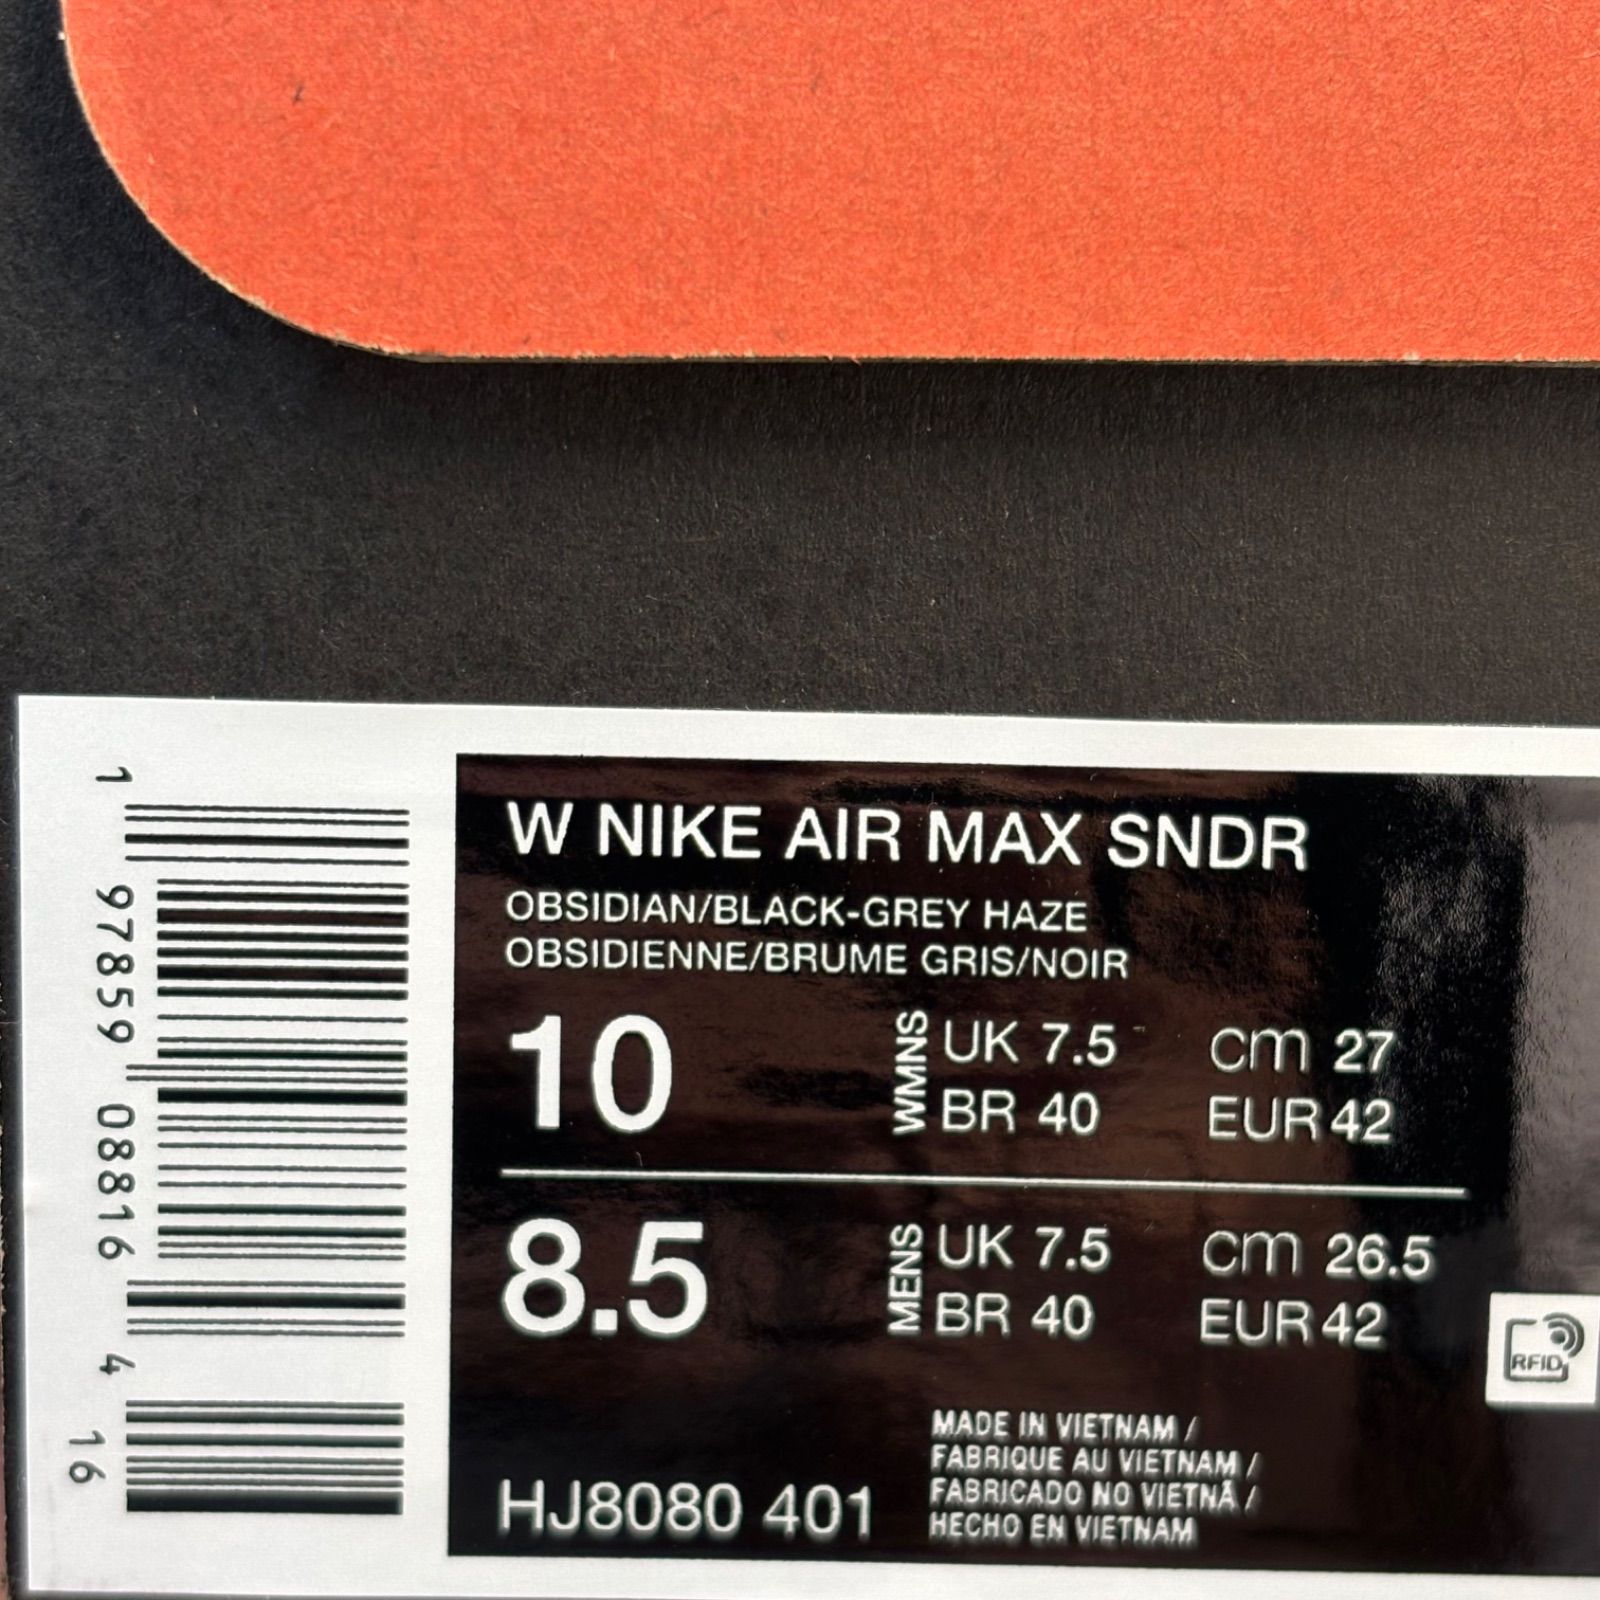 W NIKE AIR MAX SNDR
OBSIDIAN/BLACK-GREY HAZE
OBSIDIENNE/BRUME GRIS/NOIR
10
WMNS
UK 7.5 cm 27
BR 40 EUR 42
8.5
MENS
UK 7.5 cm 26.5
BR 40 EUR 42
RFID
HJ8080 401
MADE IN VIETNAM /
FABRIQUE AU VIETNAM /
FABRICADO NO VIETNÃ /
HECHO EN VIETNAM
1 97859 08816 4
16